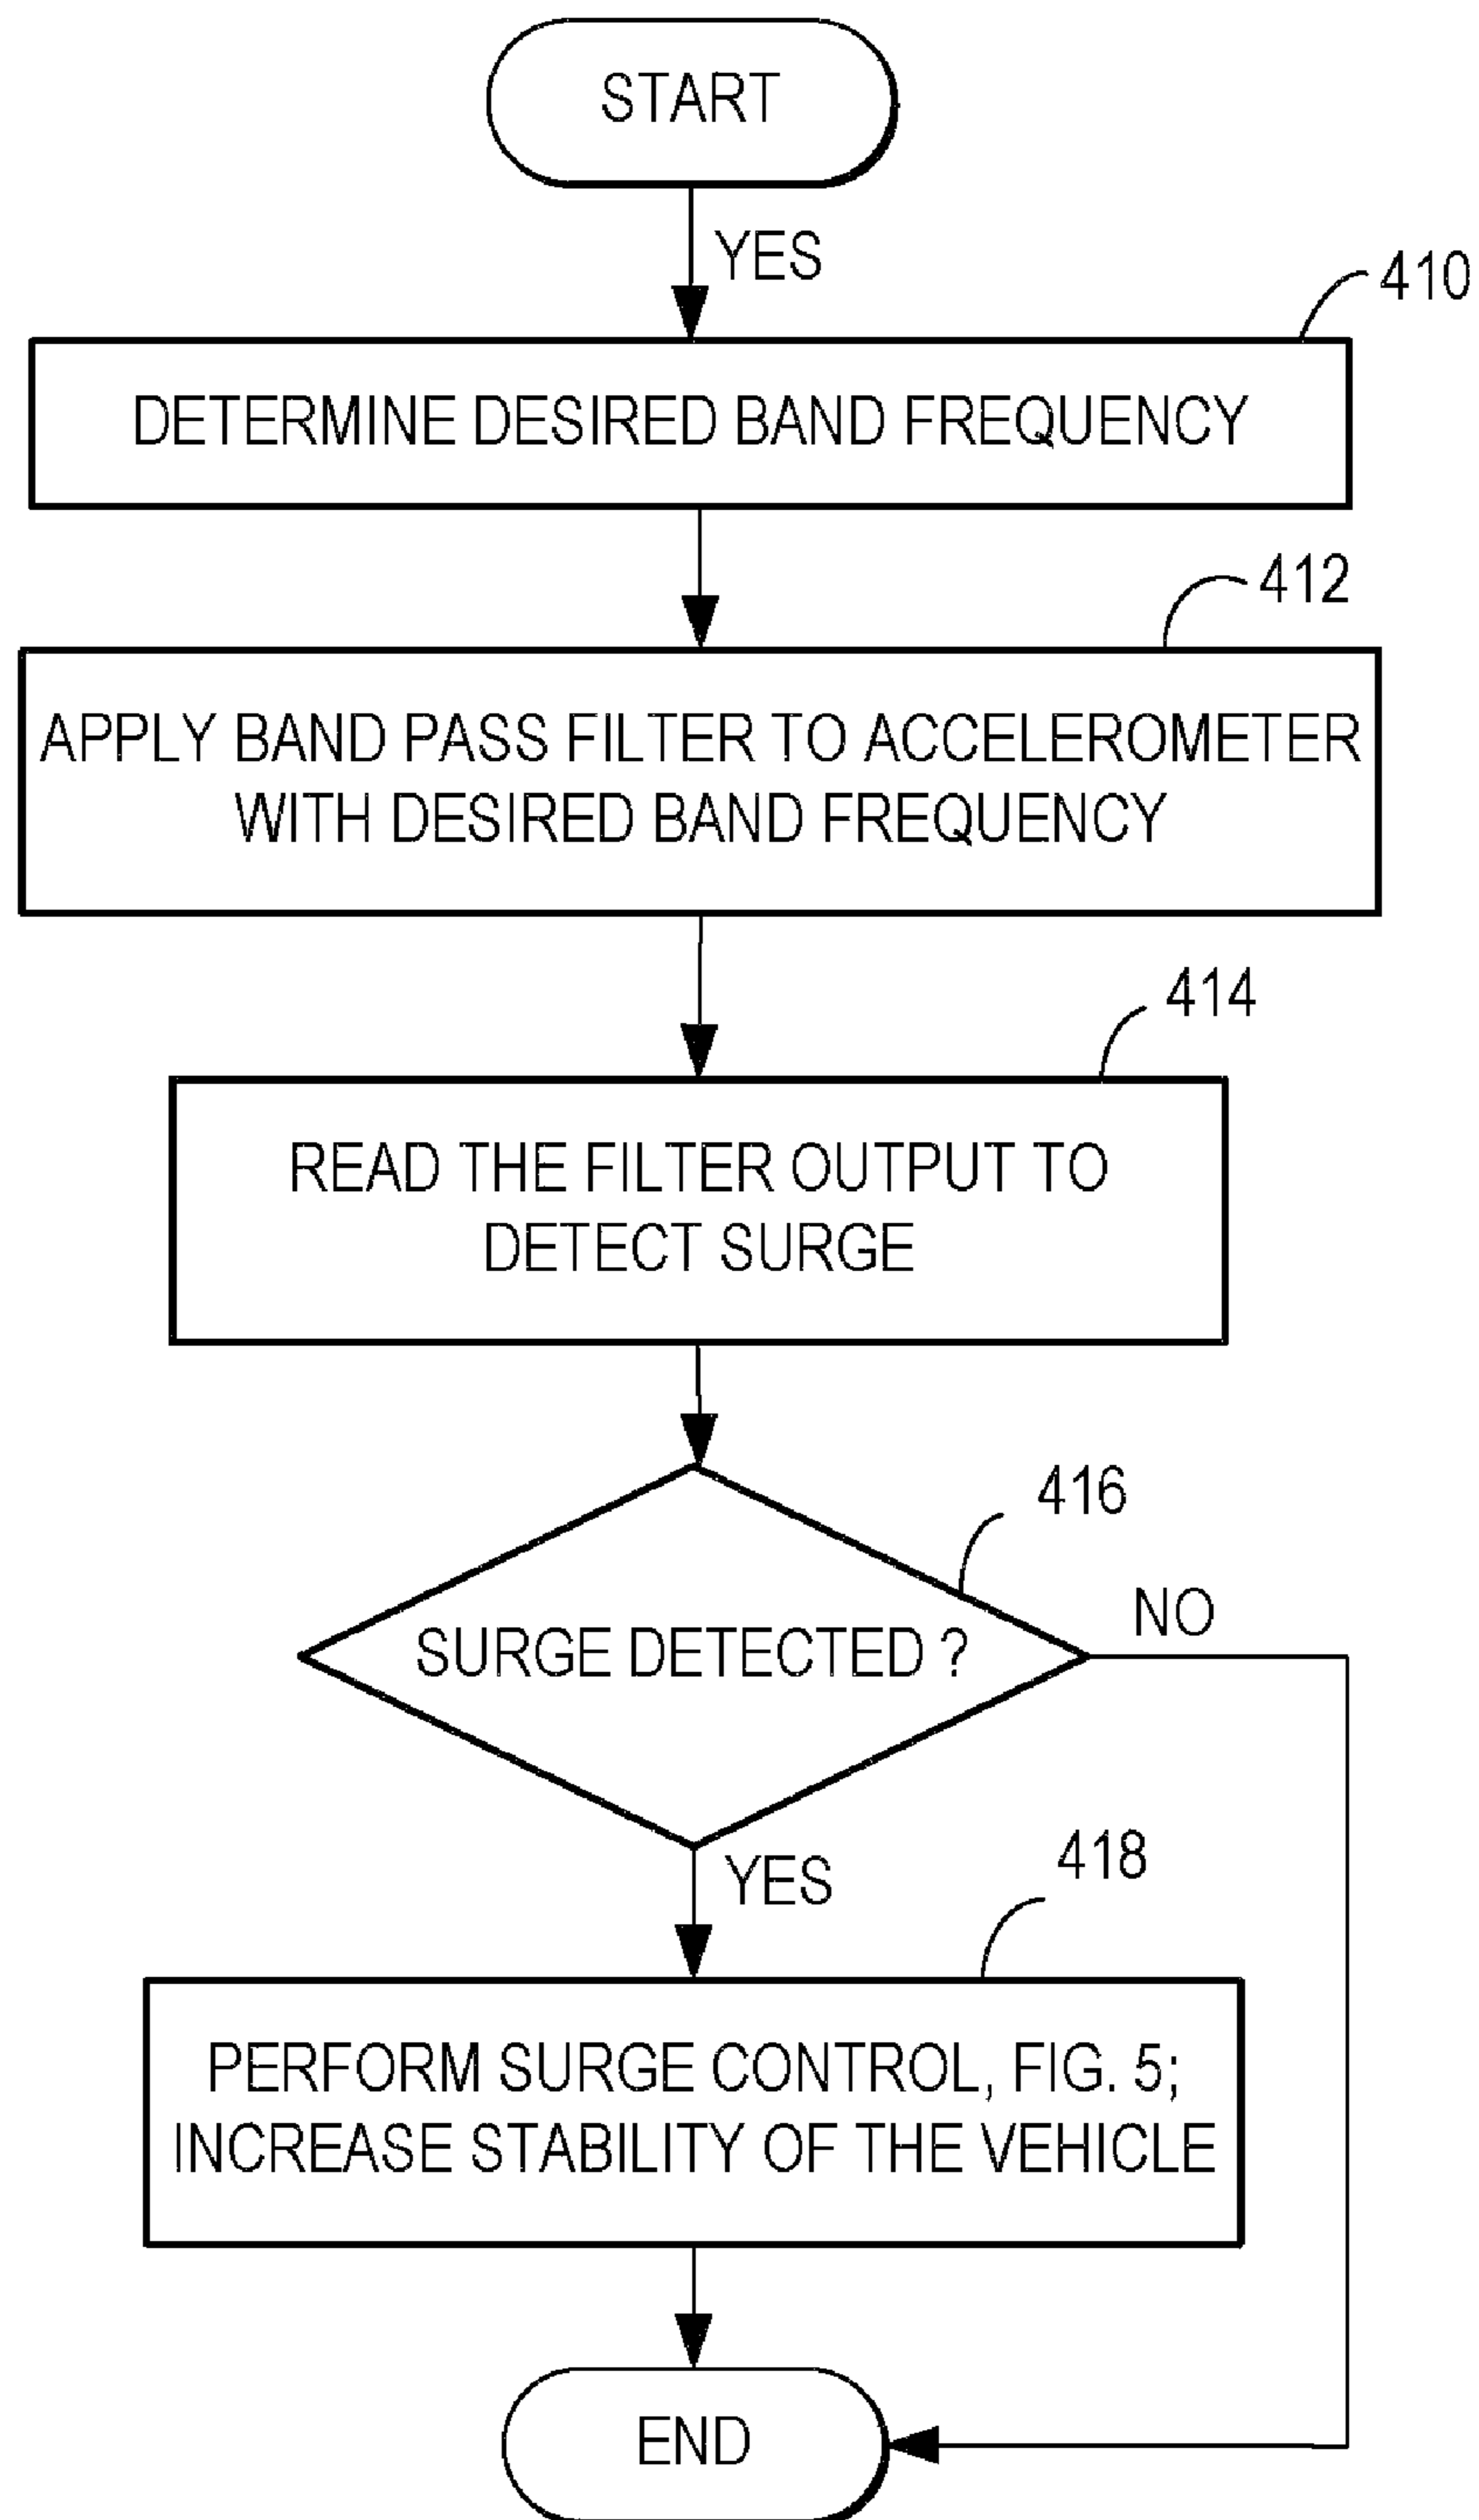 START
YES
410
DETERMINE DESIRED BAND FREQUENCY
412
APPLY BAND PASS FILTER TO ACCELEROMETER
WITH DESIRED BAND FREQUENCY
414
READ THE FILTER OUTPUT TO
DETECT SURGE
416
NO
SURGE DETECTED ?
YES
418
PERFORM SURGE CONTROL, FIG. 5;
INCREASE STABILITY OF THE VEHICLE
END